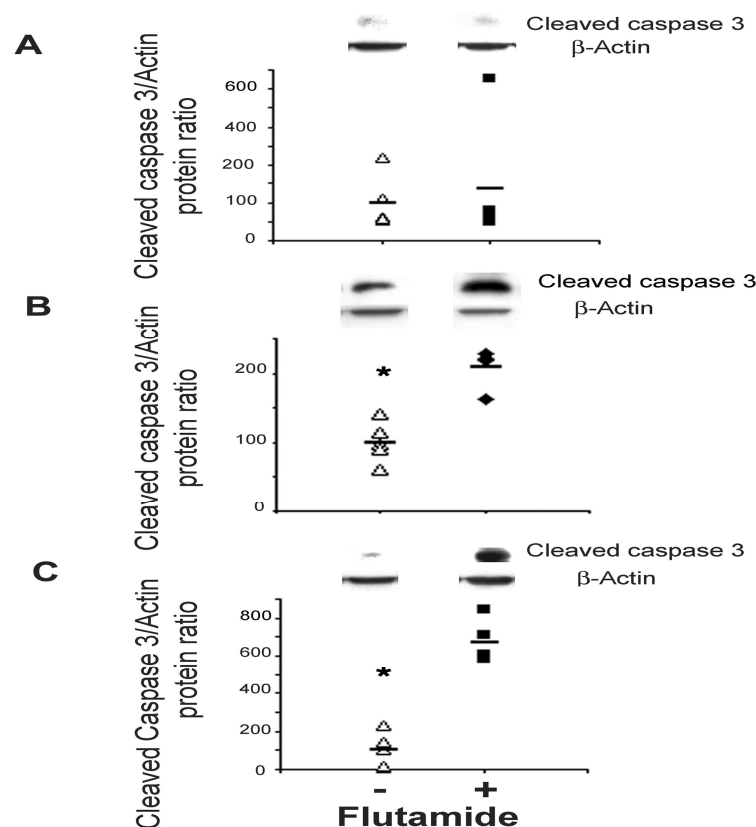 A
Cleaved caspase 3
β-Actin
Cleaved caspase 3/Actin
protein ratio
600
400
200
100
0
B
Cleaved caspase 3
β-Actin
Cleaved caspase 3/Actin
protein ratio
200
100
0
*
C
Cleaved caspase 3
β-Actin
Cleaved Caspase 3/Actin
protein ratio
800
600
400
200
0
*
- +
Flutamide